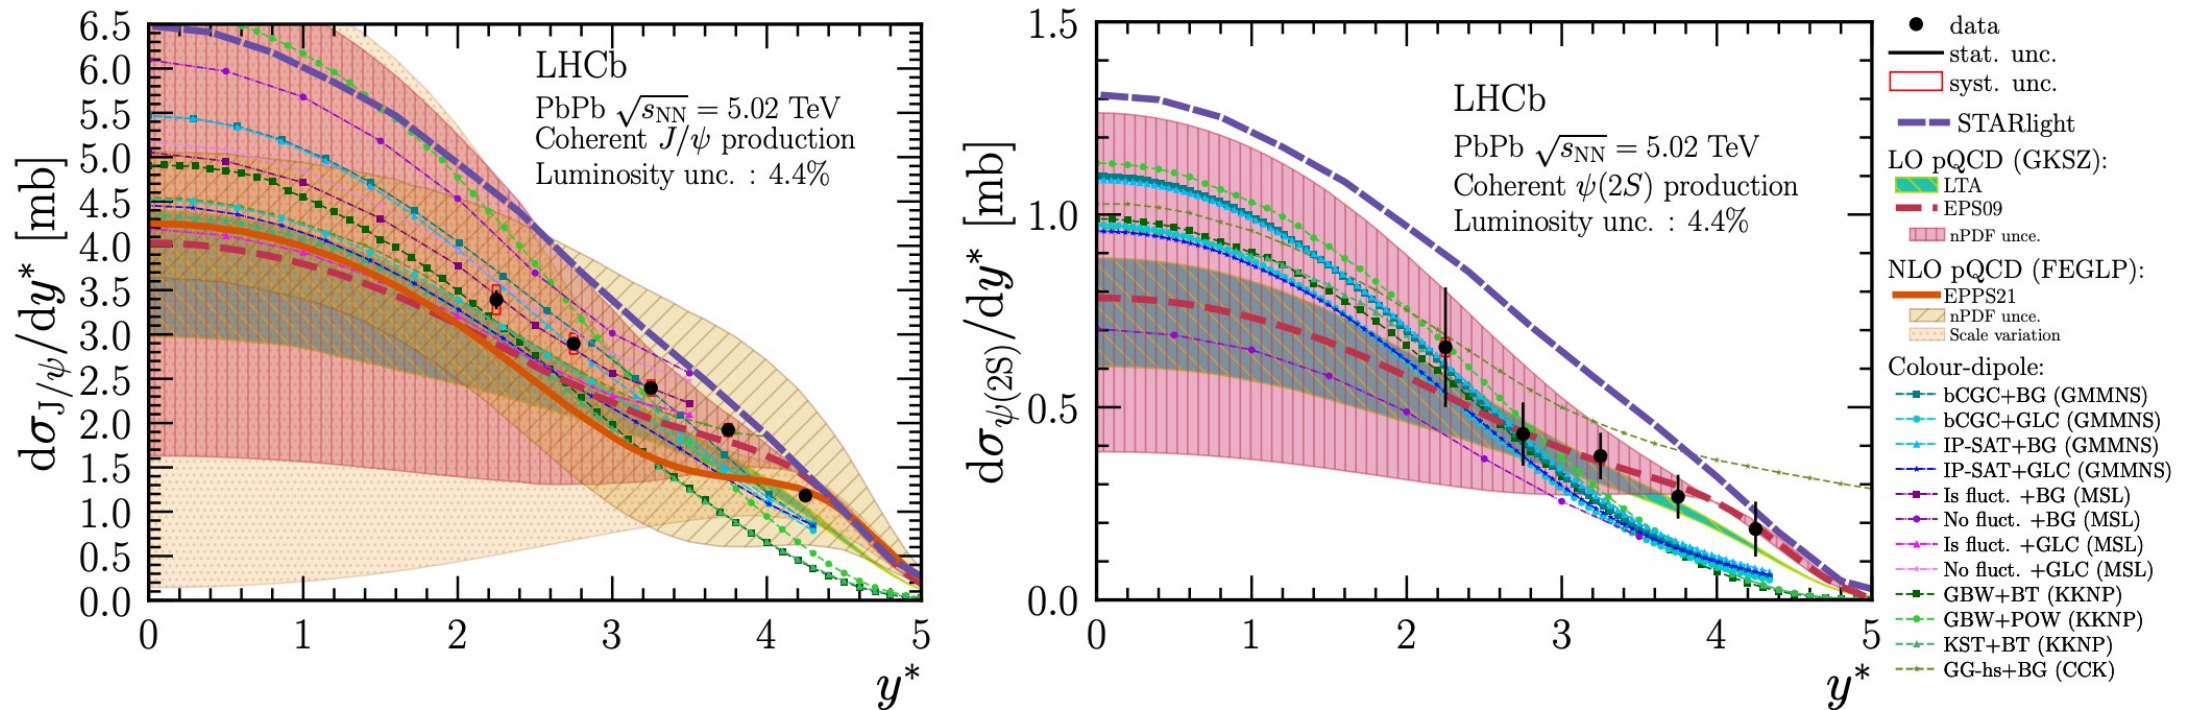 6.5
6.0
5.5
5.0
4.5
4.0
3.5
3.0
2.5
2.0
1.5
1.0
0.5
0.0
0 1 2 3 4 5
dσ_{J/ψ}/dy* [mb]
y*
LHCb
PbPb √s_NN = 5.02 TeV
Coherent J/ψ production
Luminosity unc. : 4.4%
1.5
1.0
0.5
0.0
0 1 2 3 4 5
dσ_{ψ(2S)}/dy* [mb]
y*
LHCb
PbPb √s_NN = 5.02 TeV
Coherent ψ(2S) production
Luminosity unc. : 4.4%
data
stat. unc.
syst. unc.
STARlight
LO pQCD (GKSZ):
LTA
EPS09
nPDF unce.
NLO pQCD (FEGLP):
EPPS21
nPDF unce.
Scale variation
Colour-dipole:
bCGC+BG (GMMNS)
bCGC+GLC (GMMNS)
IP-SAT+BG (GMMNS)
IP-SAT+GLC (GMMNS)
Is fluct. +BG (MSL)
No fluct. +BG (MSL)
Is fluct. +GLC (MSL)
No fluct. +GLC (MSL)
GBW+BT (KKNP)
GBW+POW (KKNP)
KST+BT (KKNP)
GG-hs+BG (CCK)